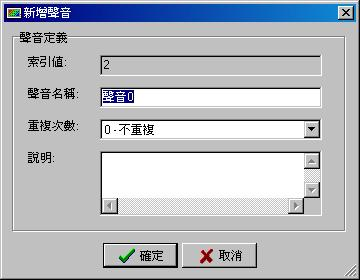 新增聲音
聲音定義
索引值: 2
聲音名稱: 聲音0
重複次數: 0 - 不重複
說明:
確定 取消